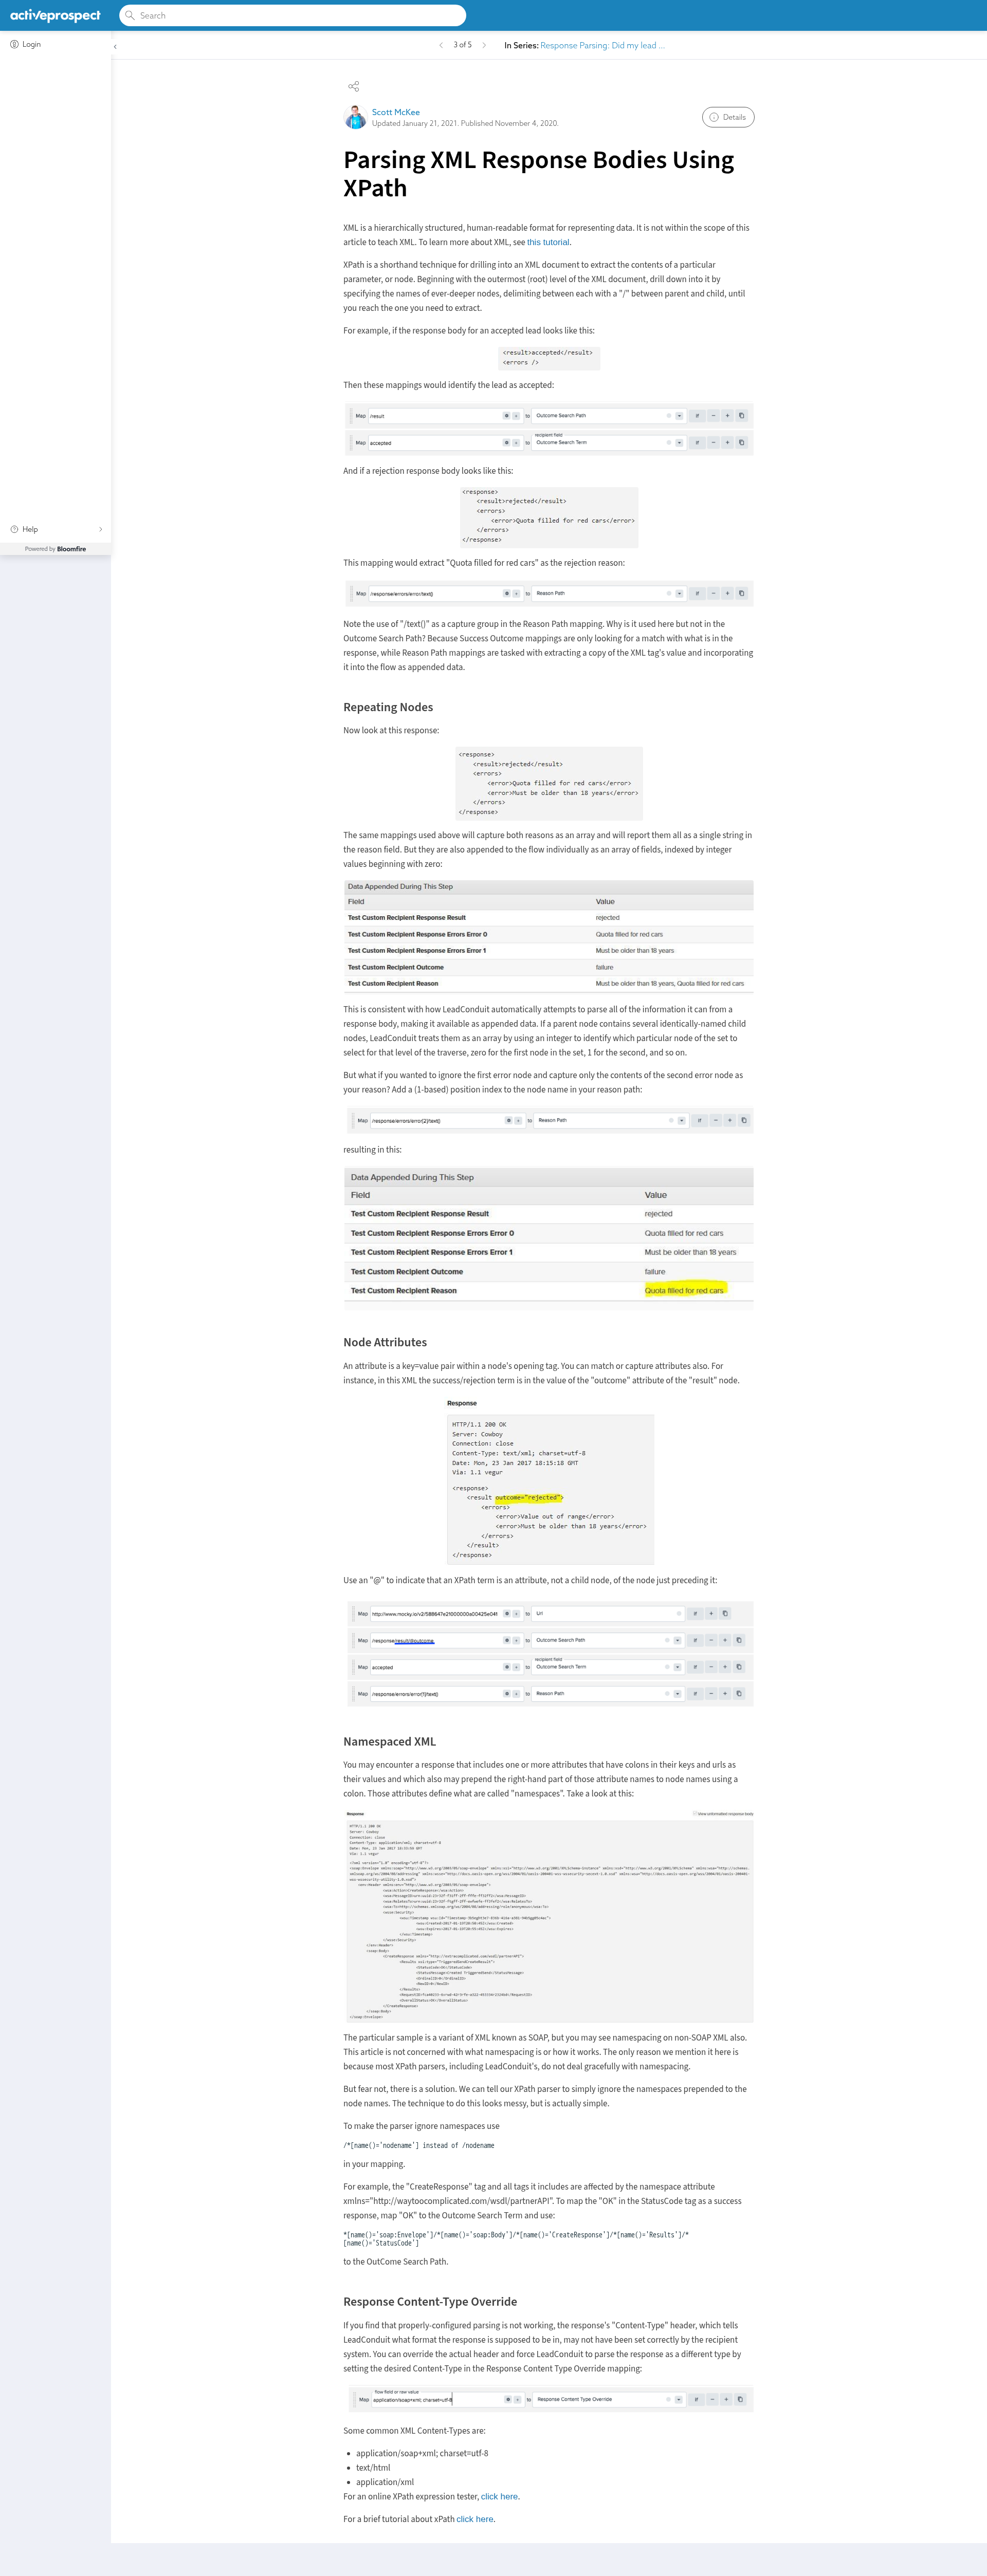 activeprospect
Search
Login
3 of 5
In Series: Response Parsing: Did my lead ...
Scott McKee
Updated January 21, 2021. Published November 4, 2020.
Details
Parsing XML Response Bodies Using
XPath
XML is a hierarchically structured, human-readable format for representing data. It is not within the scope of this
article to teach XML. To learn more about XML, see this tutorial.
XPath is a shorthand technique for drilling into an XML document to extract the contents of a particular
parameter, or node. Beginning with the outermost (root) level of the XML document, drill down into it by
specifying the names of ever-deeper nodes, delimiting between each with a "/" between parent and child, until
you reach the one you need to extract.
For example, if the response body for an accepted lead looks like this:
<result>accepted</result>
<errors />
Then these mappings would identify the lead as accepted:
Map /result to Outcome Search Path if
Map accepted to recipient field Outcome Search Term if
And if a rejection response body looks like this:
<response>
<result>rejected</result>
<errors>
<error>Quota filled for red cars</error>
</errors>
</response>
This mapping would extract "Quota filled for red cars" as the rejection reason:
Map /response/errors/error/text() to Reason Path if
Note the use of "/text()" as a capture group in the Reason Path mapping. Why is it used here but not in the
Outcome Search Path? Because Success Outcome mappings are only looking for a match with what is in the
response, while Reason Path mappings are tasked with extracting a copy of the XML tag's value and incorporating
it into the flow as appended data.
Repeating Nodes
Now look at this response:
<response>
<result>rejected</result>
<errors>
<error>Quota filled for red cars</error>
<error>Must be older than 18 years</error>
</errors>
</response>
The same mappings used above will capture both reasons as an array and will report them all as a single string in
the reason field. But they are also appended to the flow individually as an array of fields, indexed by integer
values beginning with zero:
Data Appended During This Step
Field Value
Test Custom Recipient Response Result rejected
Test Custom Recipient Response Errors Error 0 Quota filled for red cars
Test Custom Recipient Response Errors Error 1 Must be older than 18 years
Test Custom Recipient Outcome failure
Test Custom Recipient Reason Must be older than 18 years, Quota filled for red cars
This is consistent with how LeadConduit automatically attempts to parse all of the information it can from a
response body, making it available as appended data. If a parent node contains several identically-named child
nodes, LeadConduit treats them as an array by using an integer to identify which particular node of the set to
select for that level of the traverse, zero for the first node in the set, 1 for the second, and so on.
But what if you wanted to ignore the first error node and capture only the contents of the second error node as
your reason? Add a (1-based) position index to the node name in your reason path:
Map /response/errors/error[2]/text() to Reason Path if
resulting in this:
Data Appended During This Step
Field Value
Test Custom Recipient Response Result rejected
Test Custom Recipient Response Errors Error 0 Quota filled for red cars
Test Custom Recipient Response Errors Error 1 Must be older than 18 years
Test Custom Recipient Outcome failure
Test Custom Recipient Reason Quota filled for red cars
Node Attributes
An attribute is a key=value pair within a node's opening tag. You can match or capture attributes also. For
instance, in this XML the success/rejection term is in the value of the "outcome" attribute of the "result" node.
Response
HTTP/1.1 200 OK
Server: Cowboy
Connection: close
Content-Type: text/xml; charset=utf-8
Date: Mon, 23 Jan 2017 18:15:18 GMT
Via: 1.1 vegur
<response>
<result outcome="rejected">
<errors>
<error>Value out of range</error>
<error>Must be older than 18 years</error>
</errors>
</result>
</response>
Use an "@" to indicate that an XPath term is an attribute, not a child node, of the node just preceding it:
Map http://www.mocky.io/v2/588647e21000000a00425e041 to Url if
Map /response/result/@outcome to Outcome Search Path if
Map accepted to recipient field Outcome Search Term if
Map /response/errors/error[1]/text() to Reason Path if
Namespaced XML
You may encounter a response that includes one or more attributes that have colons in their keys and urls as
their values and which also may prepend the right-hand part of those attribute names to node names using a
colon. Those attributes define what are called "namespaces". Take a look at this:
Response View unformatted response body
HTTP/1.1 200 OK
Server: Cowboy
Connection: close
Via: 1.1 vegur
The particular sample is a variant of XML known as SOAP, but you may see namespacing on non-SOAP XML also.
This article is not concerned with what namespacing is or how it works. The only reason we mention it here is
because most XPath parsers, including LeadConduit's, do not deal gracefully with namespacing.
But fear not, there is a solution. We can tell our XPath parser to simply ignore the namespaces prepended to the
node names. The technique to do this looks messy, but is actually simple.
To make the parser ignore namespaces use
/*[name()='nodename'] instead of /nodename
in your mapping.
For example, the "CreateResponse" tag and all tags it includes are affected by the namespace attribute
xmlns="http://waytoocomplicated.com/wsdl/partnerAPI". To map the "OK" in the StatusCode tag as a success
response, map "OK" to the Outcome Search Term and use:
*[name()='soap:Envelope']/*[name()='soap:Body']/*[name()='CreateResponse']/*[name()='Results']/*
[name()='StatusCode']
to the OutCome Search Path.
Response Content-Type Override
If you find that properly-configured parsing is not working, the response's "Content-Type" header, which tells
LeadConduit what format the response is supposed to be in, may not have been set correctly by the recipient
system. You can override the actual header and force LeadConduit to parse the response as a different type by
setting the desired Content-Type in the Response Content Type Override mapping:
Map flow field or raw value application/soap+xml; charset=utf-8 to Response Content Type Override if
Some common XML Content-Types are:
application/soap+xml; charset=utf-8
text/html
application/xml
For an online XPath expression tester, click here.
For a brief tutorial about xPath click here.
Help
Powered by Bloomfire